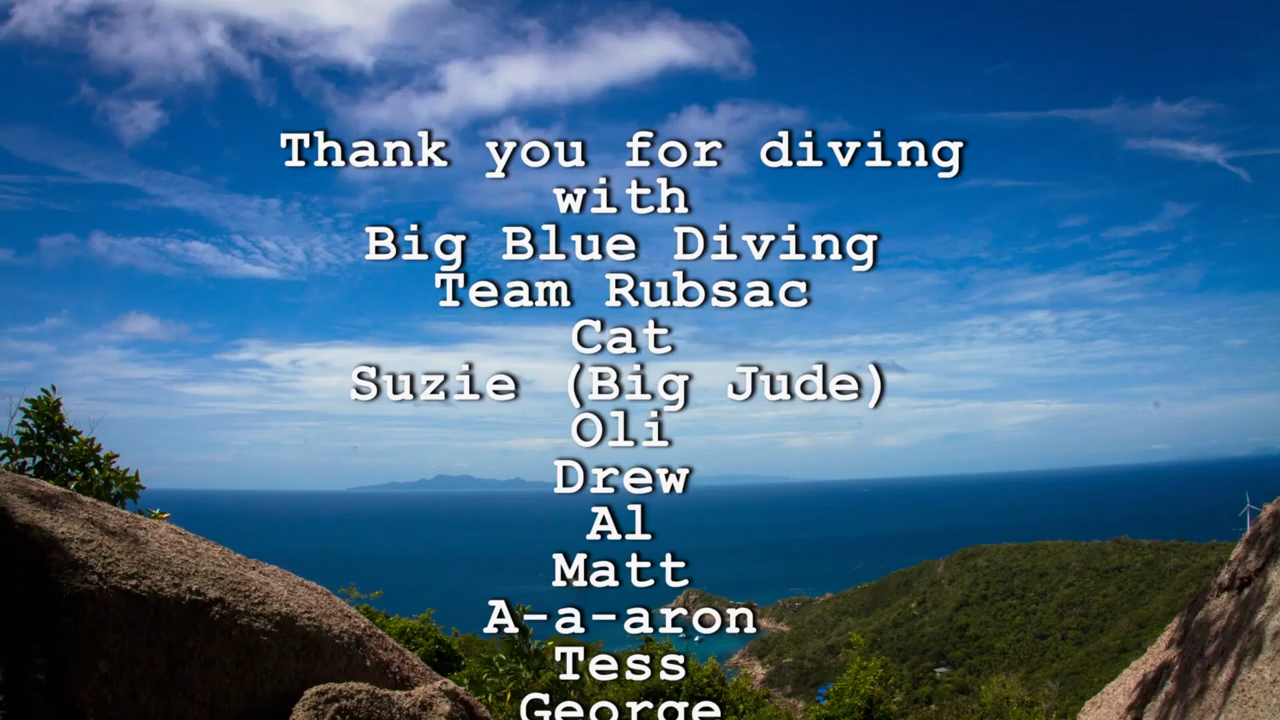 Thank you for diving
with
Big Blue Diving
Team Rubsac
Cat
Suzie (Big Jude)
Oli
Drew
Al
Matt
A-a-aron
Tess
George